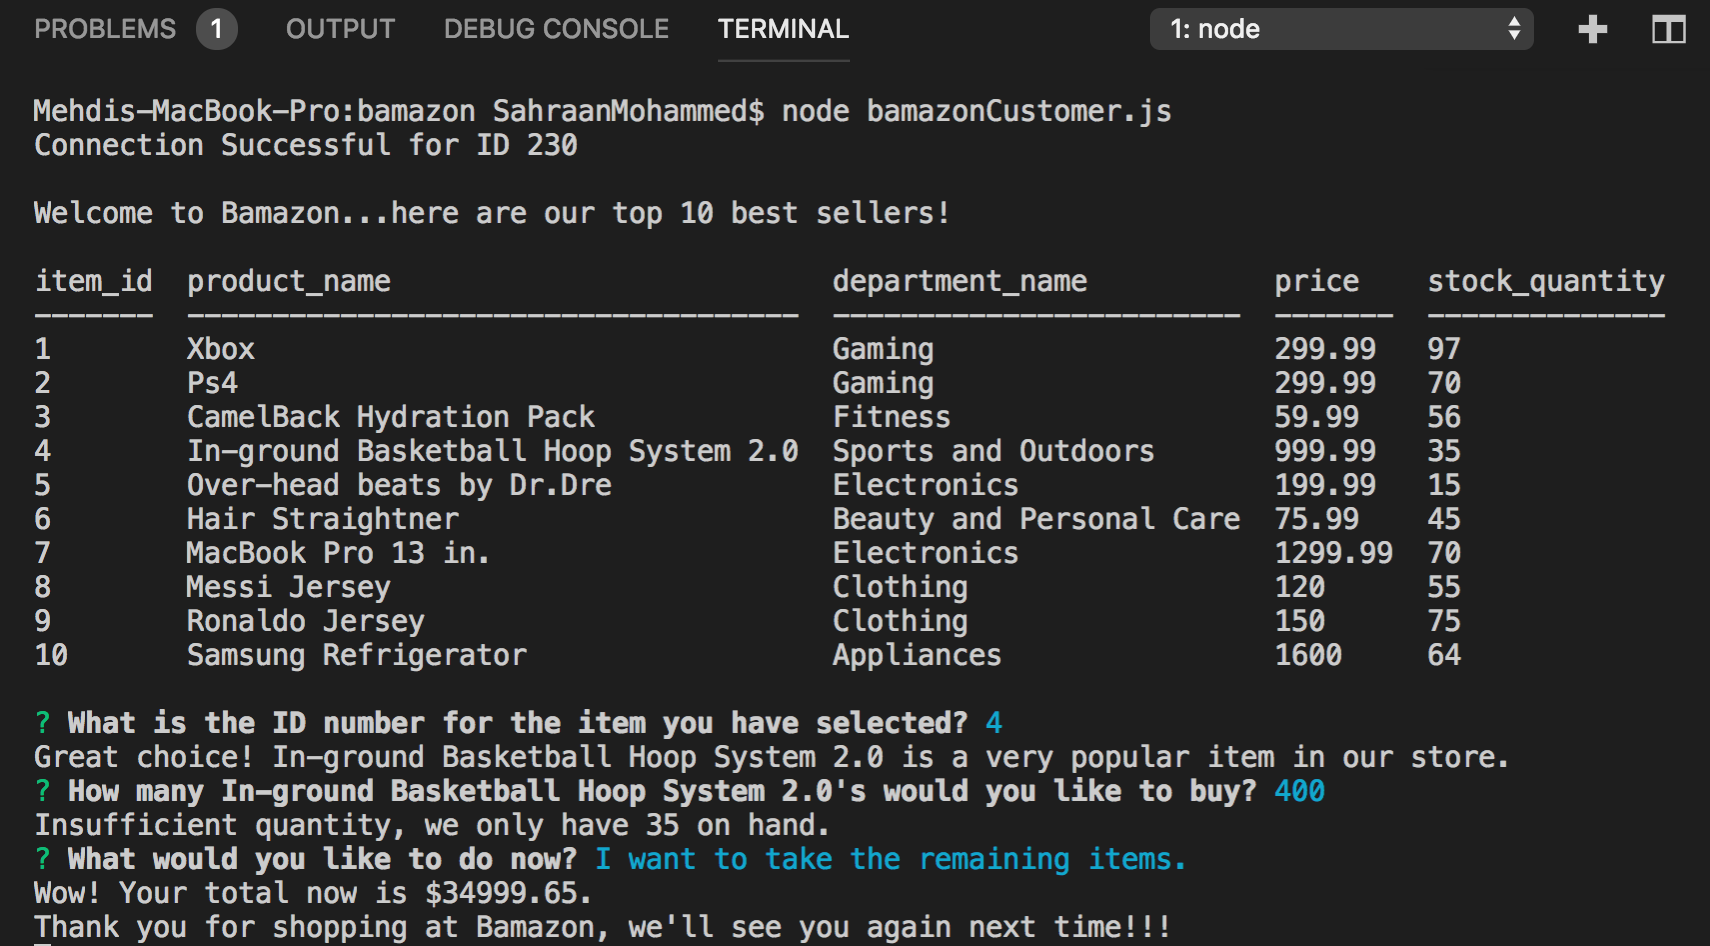 PROBLEMS 1 OUTPUT DEBUG CONSOLE TERMINAL 1: node
Mehdis-MacBook-Pro:bamazon SahraanMohammed$ node bamazonCustomer.js
Connection Successful for ID 230
Welcome to Bamazon...here are our top 10 best sellers!
item_id product_name department_name price stock_quantity
------- ------------------------------------ ------------------------ ------- --------------
1 Xbox Gaming 299.99 97
2 Ps4 Gaming 299.99 70
3 CamelBack Hydration Pack Fitness 59.99 56
4 In-ground Basketball Hoop System 2.0 Sports and Outdoors 999.99 35
5 Over-head beats by Dr.Dre Electronics 199.99 15
6 Hair Straightner Beauty and Personal Care 75.99 45
7 MacBook Pro 13 in. Electronics 1299.99 70
8 Messi Jersey Clothing 120 55
9 Ronaldo Jersey Clothing 150 75
10 Samsung Refrigerator Appliances 1600 64
? What is the ID number for the item you have selected? 4
Great choice! In-ground Basketball Hoop System 2.0 is a very popular item in our store.
? How many In-ground Basketball Hoop System 2.0's would you like to buy? 400
Insufficient quantity, we only have 35 on hand.
? What would you like to do now? I want to take the remaining items.
Wow! Your total now is $34999.65.
Thank you for shopping at Bamazon, we'll see you again next time!!!